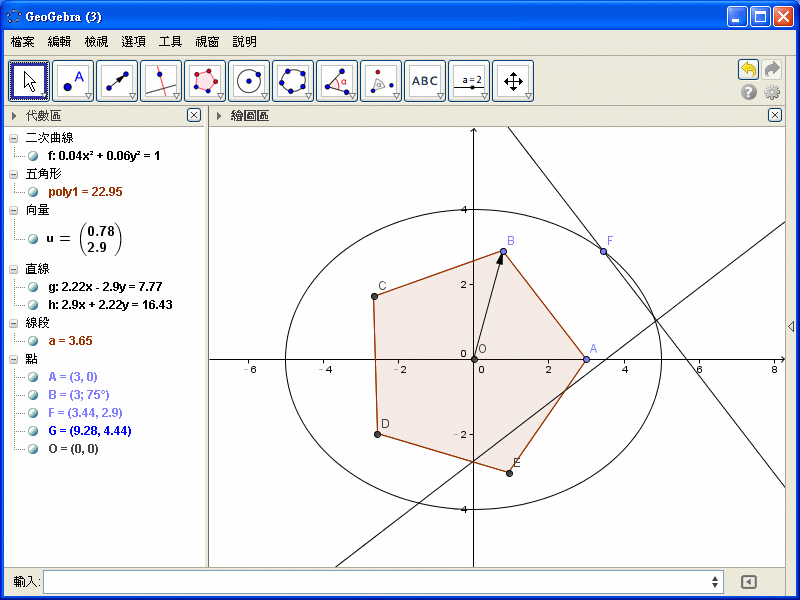 GeoGebra (3)
檔案 編輯 檢視 選項 工具 視窗 說明
A
α
a
ABC
a=2
?
代數區
繪圖區
二次曲線
f: 0.04x² + 0.06y² = 1
五角形
poly1 = 22.95
向量
u = (0.78
2.9)
直線
g: 2.22x - 2.9y = 7.77
h: 2.9x + 2.22y = 16.43
線段
a = 3.65
點
A = (3, 0)
B = (3; 75°)
F = (3.44, 2.9)
G = (9.28, 4.44)
O = (0, 0)
4
B
F
C
2
0
O
A
-6 -4 -2 0 2 4 6 8
D
-2
E
4
輸入: